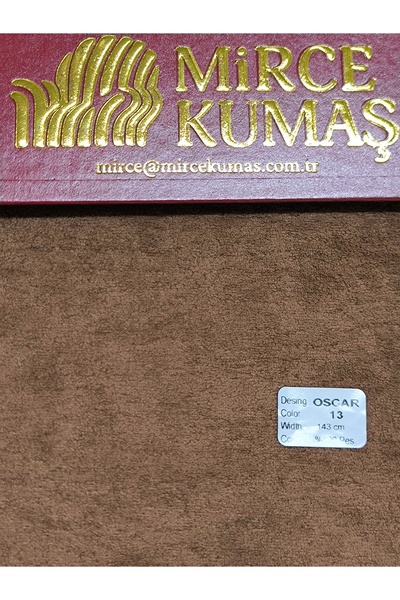 MiRCE
KUMAŞ
mirce@mircekumas.com.tr
Desing OSCAR
Color 13
Width 143 cm
%